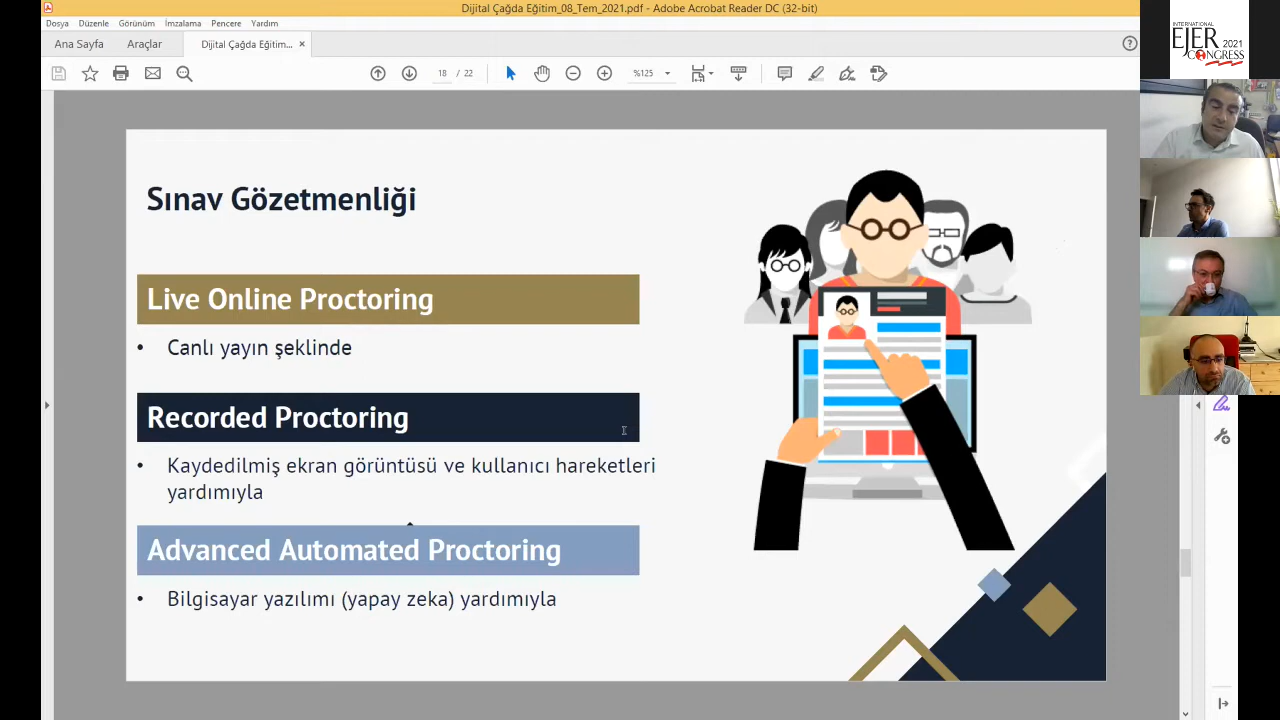 Dijital Çağda Eğitim_08_Tem_2021.pdf - Adobe Acrobat Reader DC (32-bit)
Dosya Düzenle Görünüm İmzalama Pencere Yardım
Ana Sayfa Araçlar Dijital Çağda Eğitim... ×
18 / 22 %125
INTERNATIONAL
EJER 2021
CONGRESS
Sınav Gözetmenliği
Live Online Proctoring
• Canlı yayın şeklinde
Recorded Proctoring
• Kaydedilmiş ekran görüntüsü ve kullanıcı hareketleri
yardımıyla
Advanced Automated Proctoring
• Bilgisayar yazılımı (yapay zeka) yardımıyla